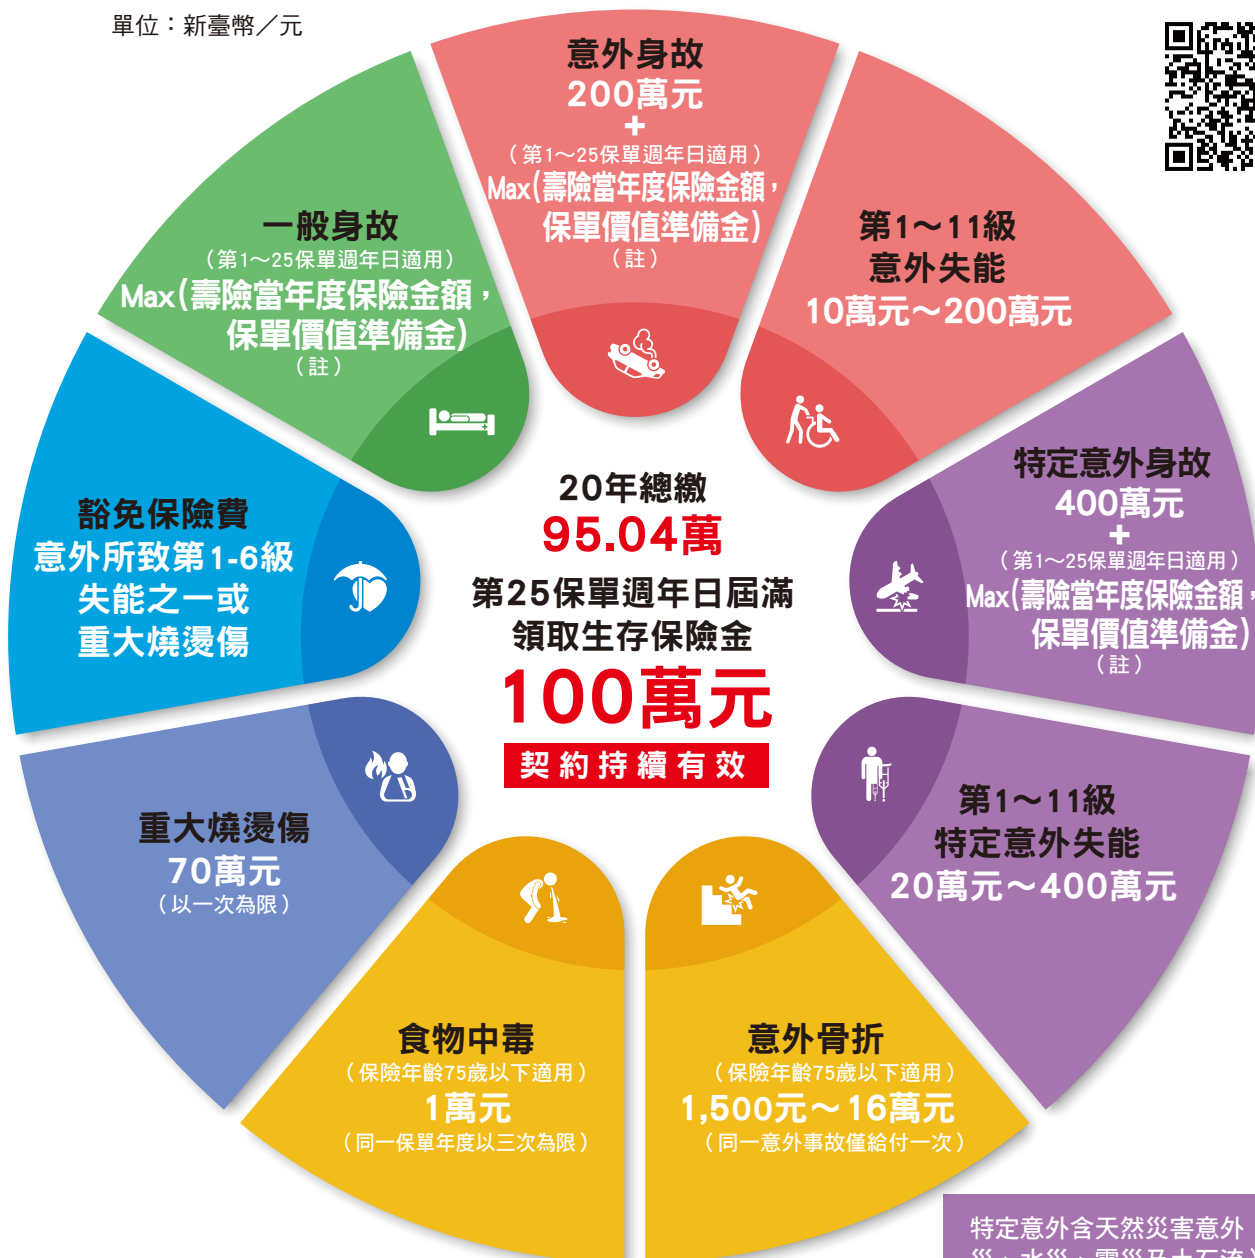 單位：新臺幣／元
意外身故
200萬元
+
（第1～25保單週年日適用）
Max(壽險當年度保險金額，
保單價值準備金)
（註）
第1～11級
意外失能
10萬元～200萬元
特定意外身故
400萬元
+
（第1～25保單週年日適用）
Max(壽險當年度保險金額，
保單價值準備金)
（註）
第1～11級
特定意外失能
20萬元～400萬元
意外骨折
（保險年齡75歲以下適用）
1,500元～16萬元
（同一意外事故僅給付一次）
食物中毒
（保險年齡75歲以下適用）
1萬元
（同一保單年度以三次為限）
重大燒燙傷
70萬元
（以一次為限）
豁免保險費
意外所致第1-6級
失能之一或
重大燒燙傷
一般身故
（第1～25保單週年日適用）
Max(壽險當年度保險金額，
保單價值準備金)
（註）
20年總繳
95.04萬
第25保單週年日屆滿
領取生存保險金
100萬元
契約持續有效
特定意外含天然災害意外
災、水災、震災及土石流